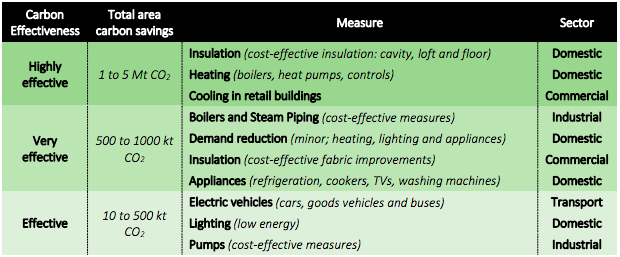 Carbon Effectiveness Total area carbon savings Measure Sector
Highly effective 1 to 5 Mt CO₂
Insulation (cost-effective insulation: cavity, loft and floor) Domestic
Heating (boilers, heat pumps, controls) Domestic
Cooling in retail buildings Commercial
Very effective 500 to 1000 kt CO₂
Boilers and Steam Piping (cost-effective measures) Industrial
Demand reduction (minor; heating, lighting and appliances) Domestic
Insulation (cost-effective fabric improvements) Commercial
Appliances (refrigeration, cookers, TVs, washing machines) Domestic
Effective 10 to 500 kt CO₂
Electric vehicles (cars, goods vehicles and buses) Transport
Lighting (low energy) Domestic
Pumps (cost-effective measures) Industrial